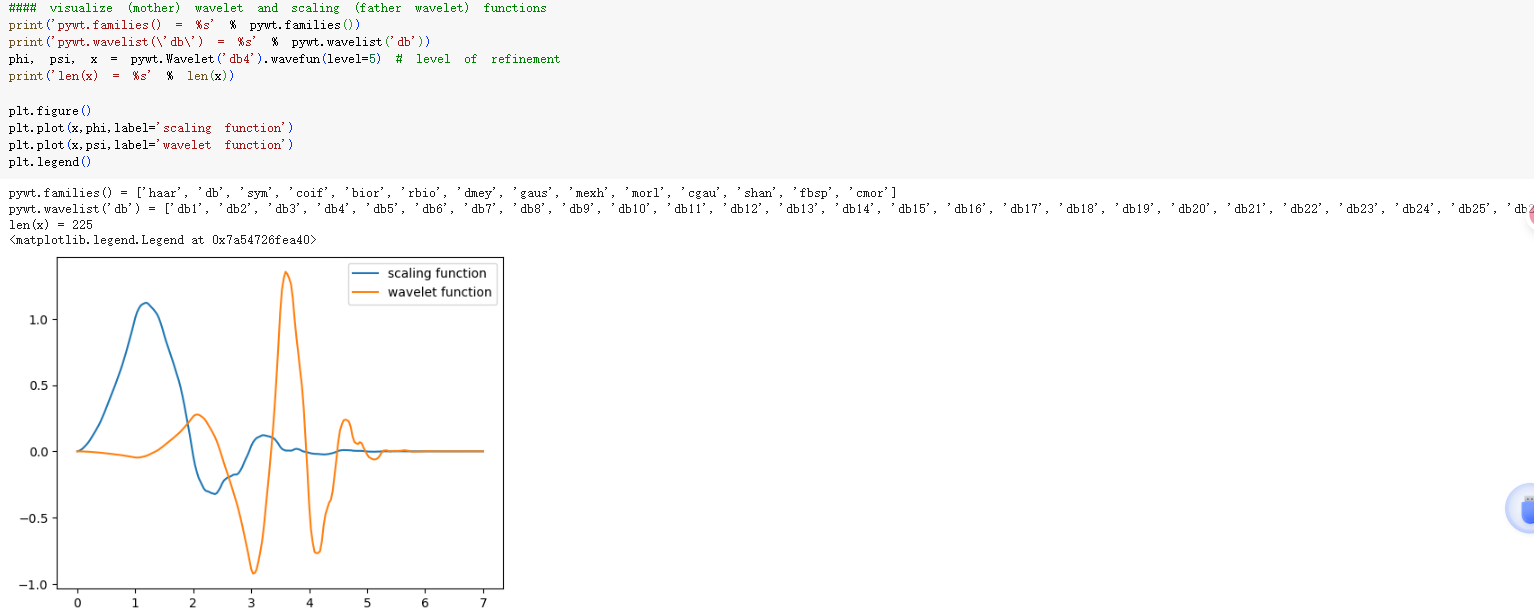 #### visualize (mother) wavelet and scaling (father wavelet) functions
print('pywt.families() = %s' % pywt.families())
print('pywt.wavelist(\'db\') = %s' % pywt.wavelist('db'))
phi, psi, x = pywt.Wavelet('db4').wavefun(level=5) # level of refinement
print('len(x) = %s' % len(x))
plt.figure()
plt.plot(x,phi,label='scaling function')
plt.plot(x,psi,label='wavelet function')
plt.legend()
pywt.families() = ['haar', 'db', 'sym', 'coif', 'bior', 'rbio', 'dmey', 'gaus', 'mexh', 'morl', 'cgau', 'shan', 'fbsp', 'cmor']
pywt.wavelist('db') = ['db1', 'db2', 'db3', 'db4', 'db5', 'db6', 'db7', 'db8', 'db9', 'db10', 'db11', 'db12', 'db13', 'db14', 'db15', 'db16', 'db17', 'db18', 'db19', 'db20', 'db21', 'db22', 'db23', 'db24', 'db25',
len(x) = 225
<matplotlib.legend.Legend at 0x7a54726fea40>
scaling function
wavelet function
1.0
0.5
0.0
−0.5
−1.0
0 1 2 3 4 5 6 7